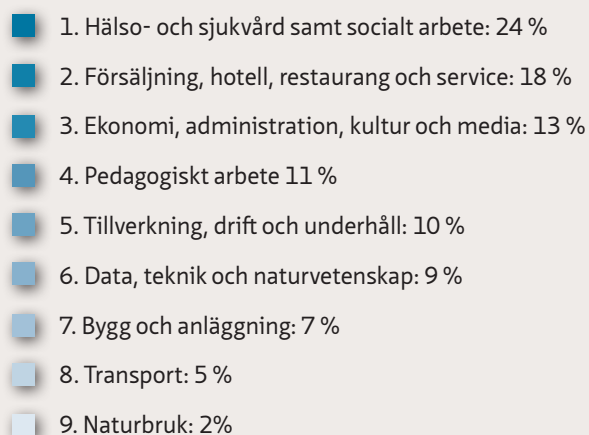 1. Hälso- och sjukvård samt socialt arbete: 24 %
2. Försäljning, hotell, restaurang och service: 18 %
3. Ekonomi, administration, kultur och media: 13 %
4. Pedagogiskt arbete 11 %
5. Tillverkning, drift och underhåll: 10 %
6. Data, teknik och naturvetenskap: 9 %
7. Bygg och anläggning: 7 %
8. Transport: 5 %
9. Naturbruk: 2%